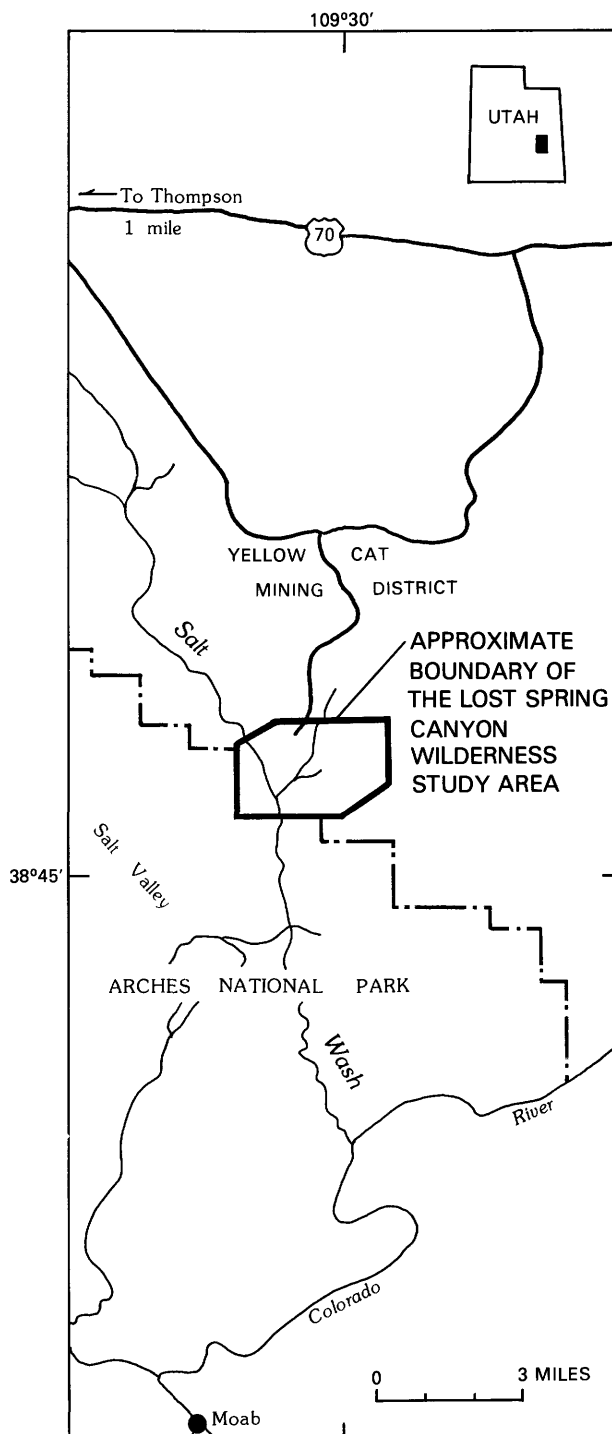 109°30'
UTAH
To Thompson
1 mile
70
YELLOW CAT
MINING DISTRICT
Salt
APPROXIMATE
BOUNDARY OF
THE LOST SPRING
CANYON
WILDERNESS
STUDY AREA
Salt Valley
38°45'
ARCHES NATIONAL PARK
Wash
River
Colorado
0 3 MILES
Moab